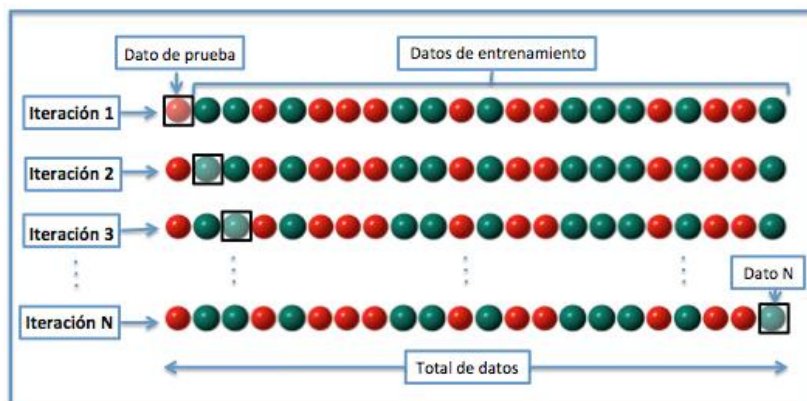 Dato de prueba
Datos de entrenamiento
Iteración 1
Iteración 2
Iteración 3
Dato N
Iteración N
Total de datos